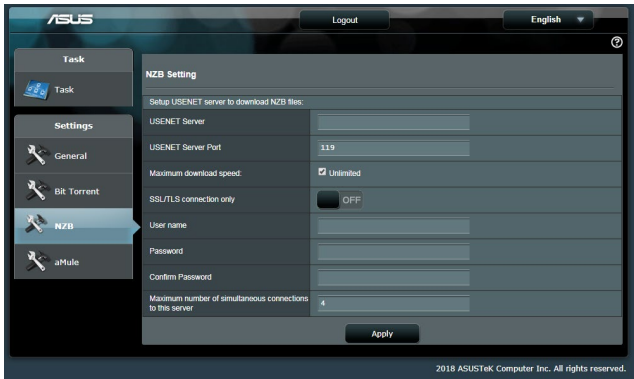 ASUS
Logout
English
Task
Task
Settings
General
Bit Torrent
NZB
aMule
NZB Setting
Setup USENET server to download NZB files:
USENET Server
USENET Server Port 119
Maximum download speed: Unlimited
SSL/TLS connection only OFF
User name
Password
Confirm Password
Maximum number of simultaneous connections
to this server 4
Apply
2018 ASUSTeK Computer Inc. All rights reserved.